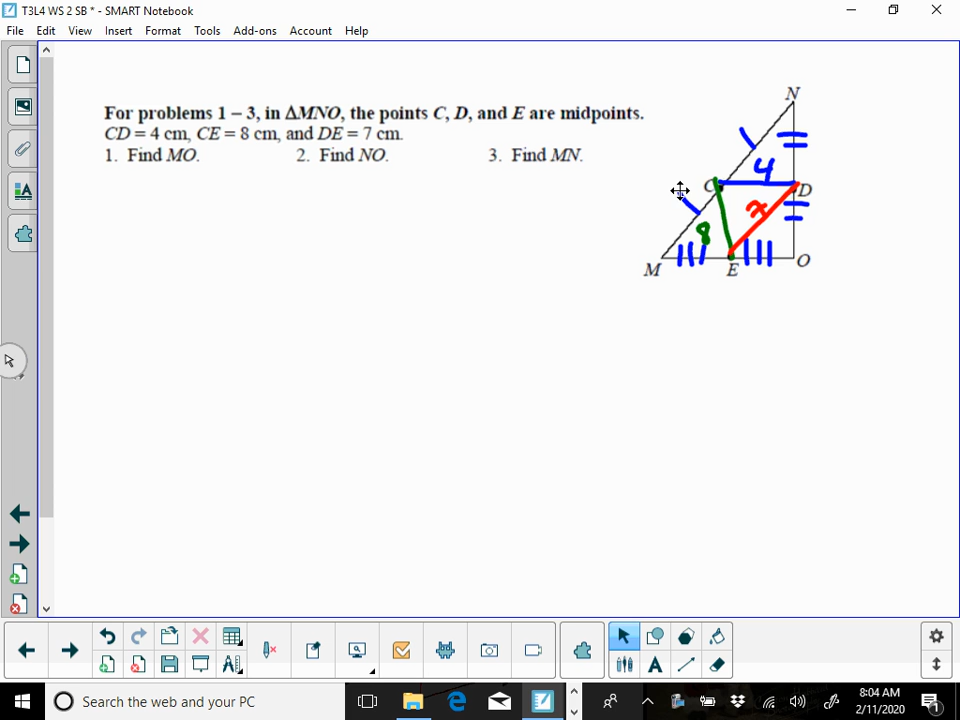 T3L4 WS 2 SB * - SMART Notebook
File Edit View Insert Format Tools Add-ons Account Help
For problems 1 – 3, in ΔMNO, the points C, D, and E are midpoints.
CD = 4 cm, CE = 8 cm, and DE = 7 cm.
1. Find MO. 2. Find NO. 3. Find MN.
N
4
C D
7
8
M E O
Search the web and your PC
8:04 AM
2/11/2020
1